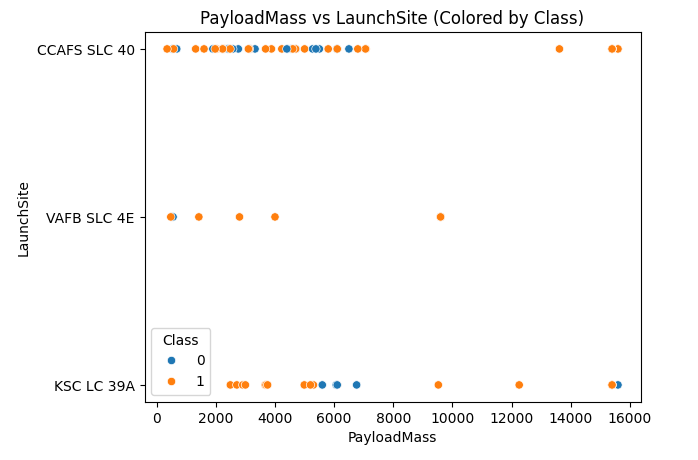 PayloadMass vs LaunchSite (Colored by Class)
CCAFS SLC 40
VAFB SLC 4E
KSC LC 39A
LaunchSite
Class
0
1
0 2000 4000 6000 8000 10000 12000 14000 16000
PayloadMass